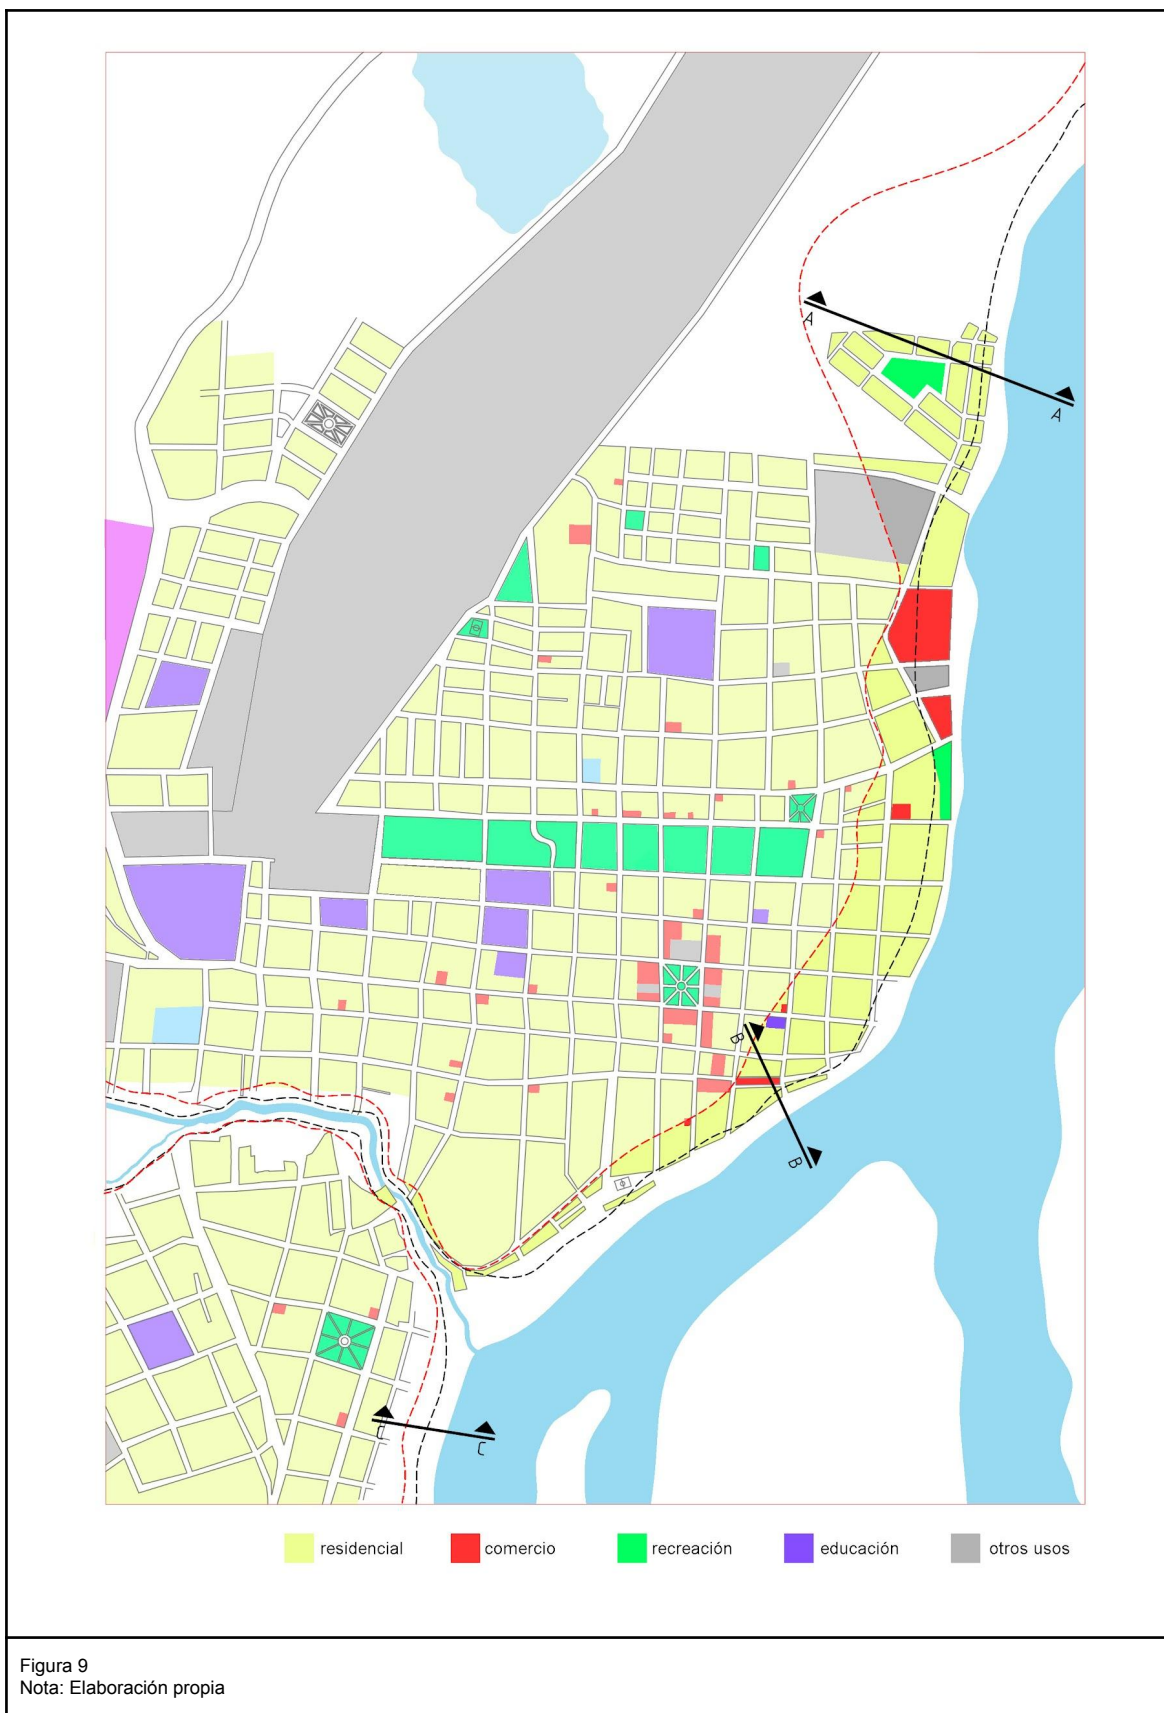 A
A
B
B
C
C
residencial
comercio
recreación
educación
otros usos
Figura 9
Nota: Elaboración propia